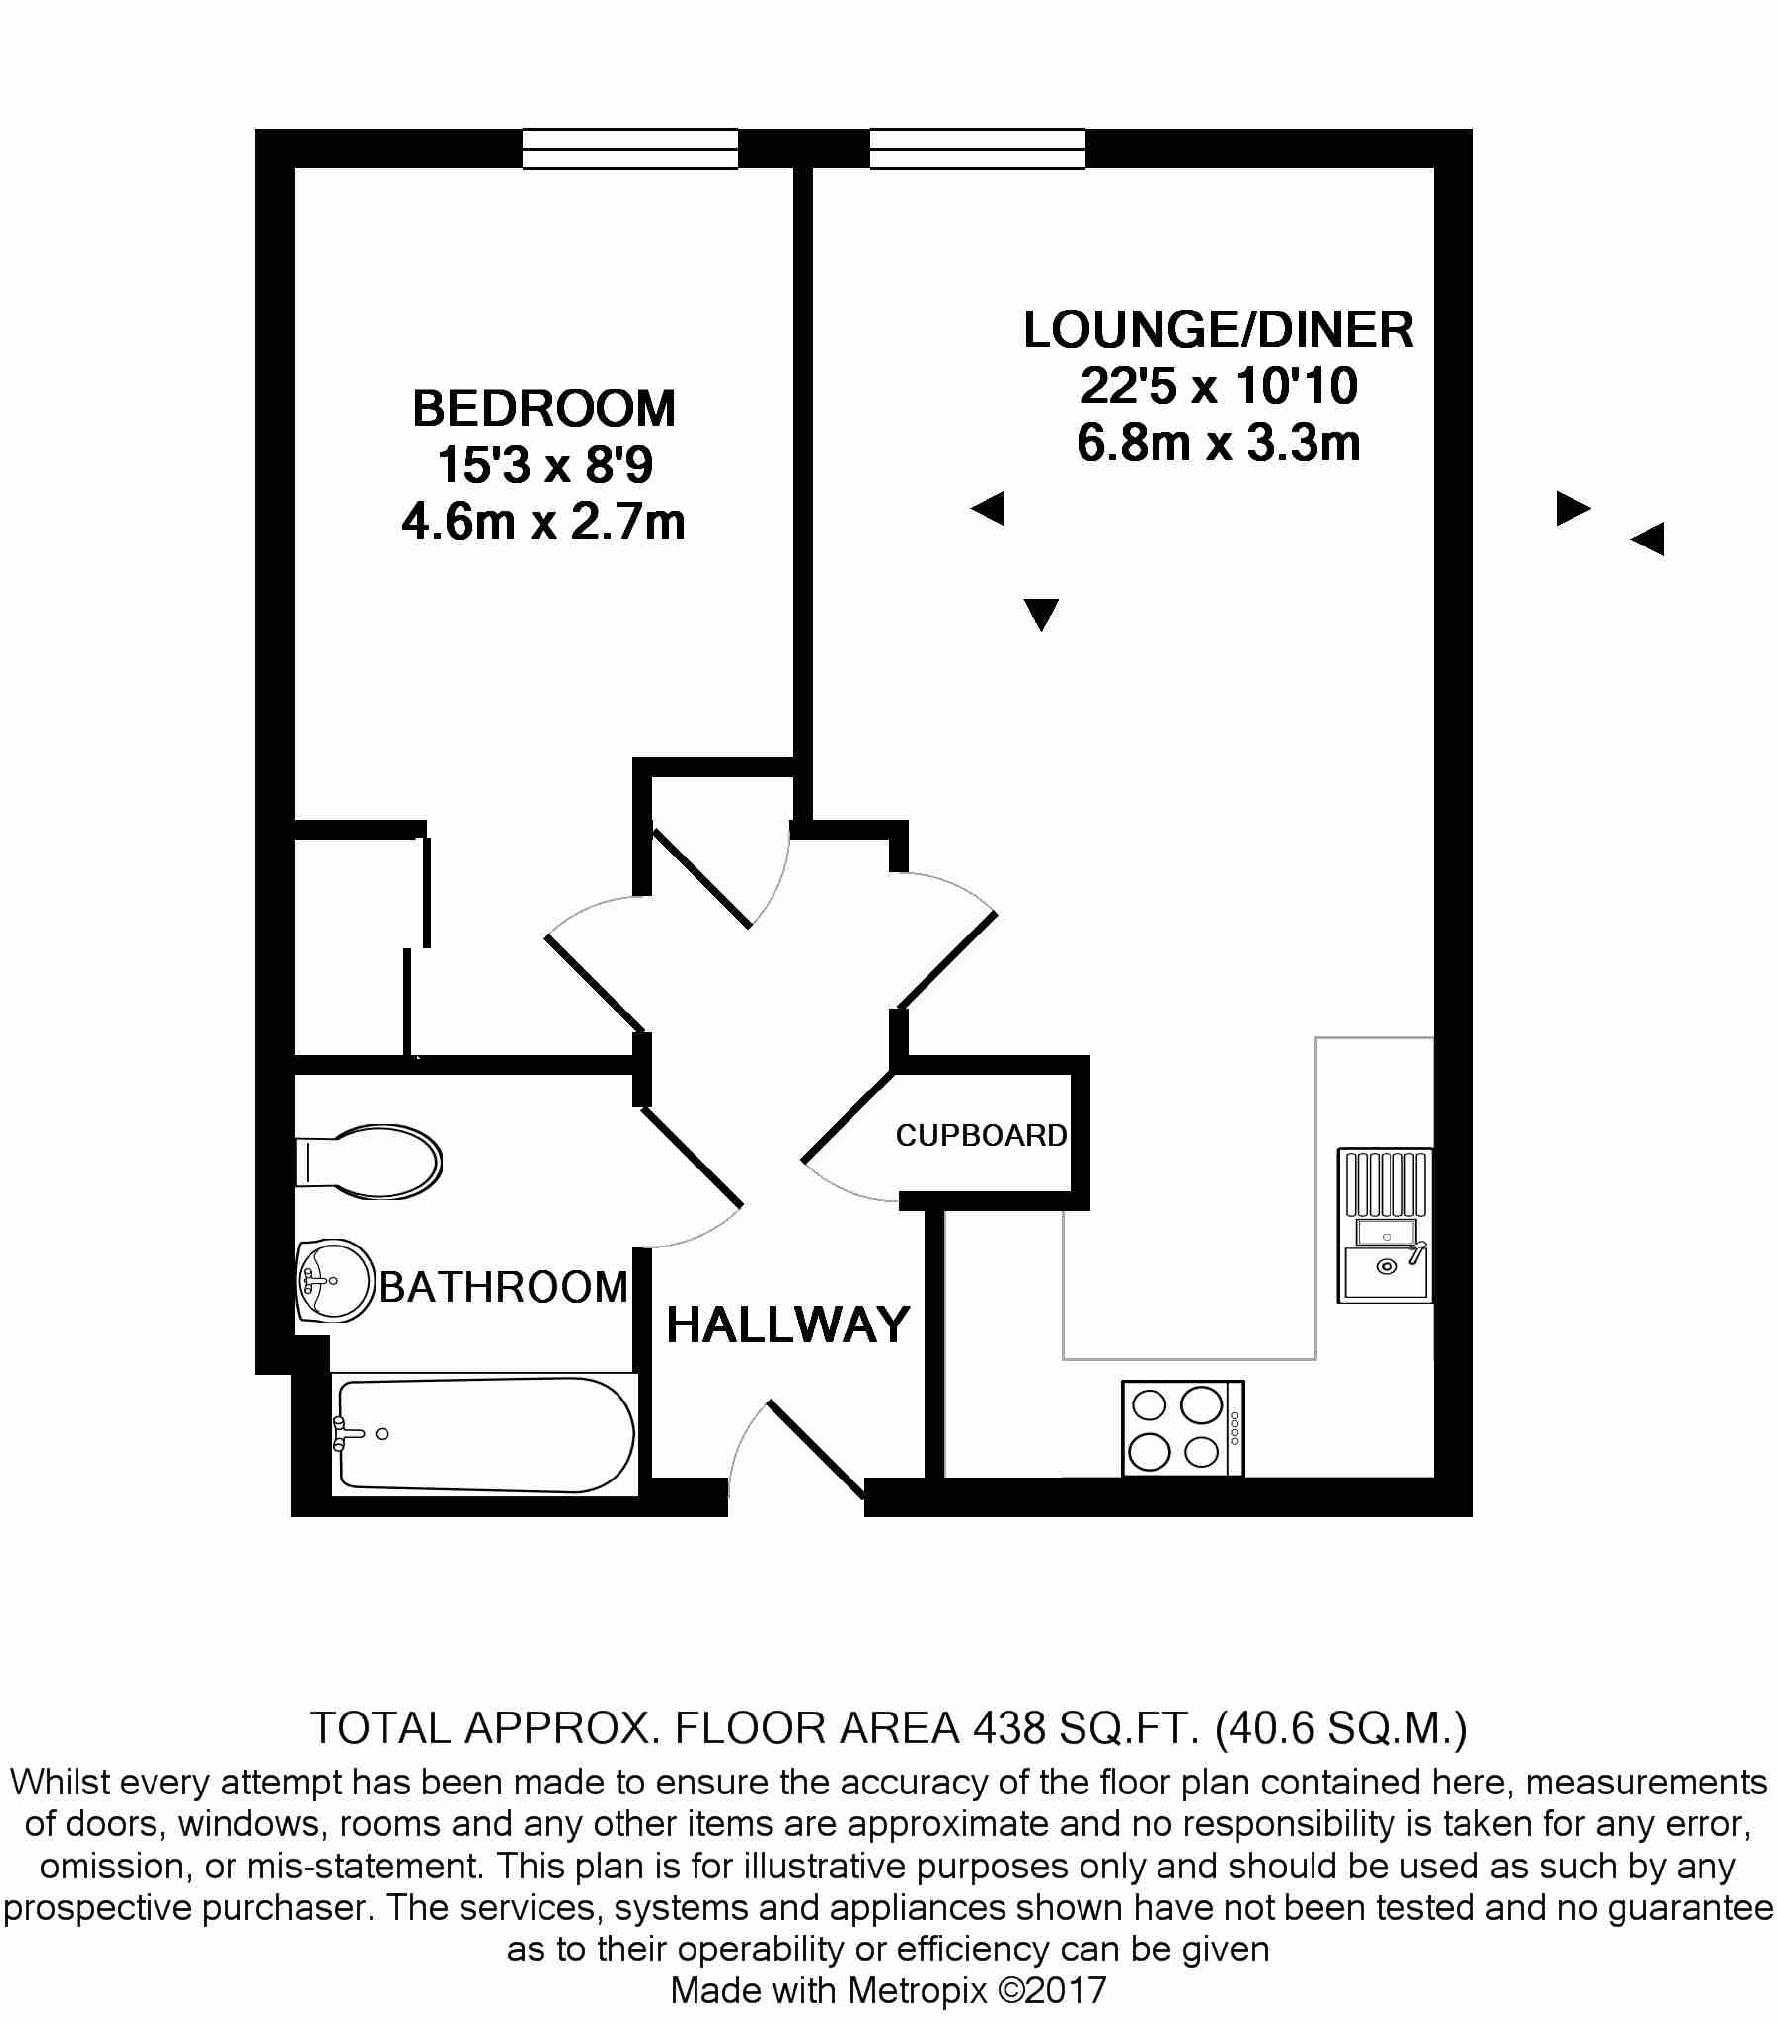 LOUNGE/DINER
22'5 x 10'10
6.8m x 3.3m
BEDROOM
15'3 x 8'9
4.6m x 2.7m
CUPBOARD
BATHROOM
HALLWAY
TOTAL APPROX. FLOOR AREA 438 SQ.FT. (40.6 SQ.M.)
Whilst every attempt has been made to ensure the accuracy of the floor plan contained here, measurements
of doors, windows, rooms and any other items are approximate and no responsibility is taken for any error,
omission, or mis-statement. This plan is for illustrative purposes only and should be used as such by any
prospective purchaser. The services, systems and appliances shown have not been tested and no guarantee
as to their operability or efficiency can be given
Made with Metropix ©2017